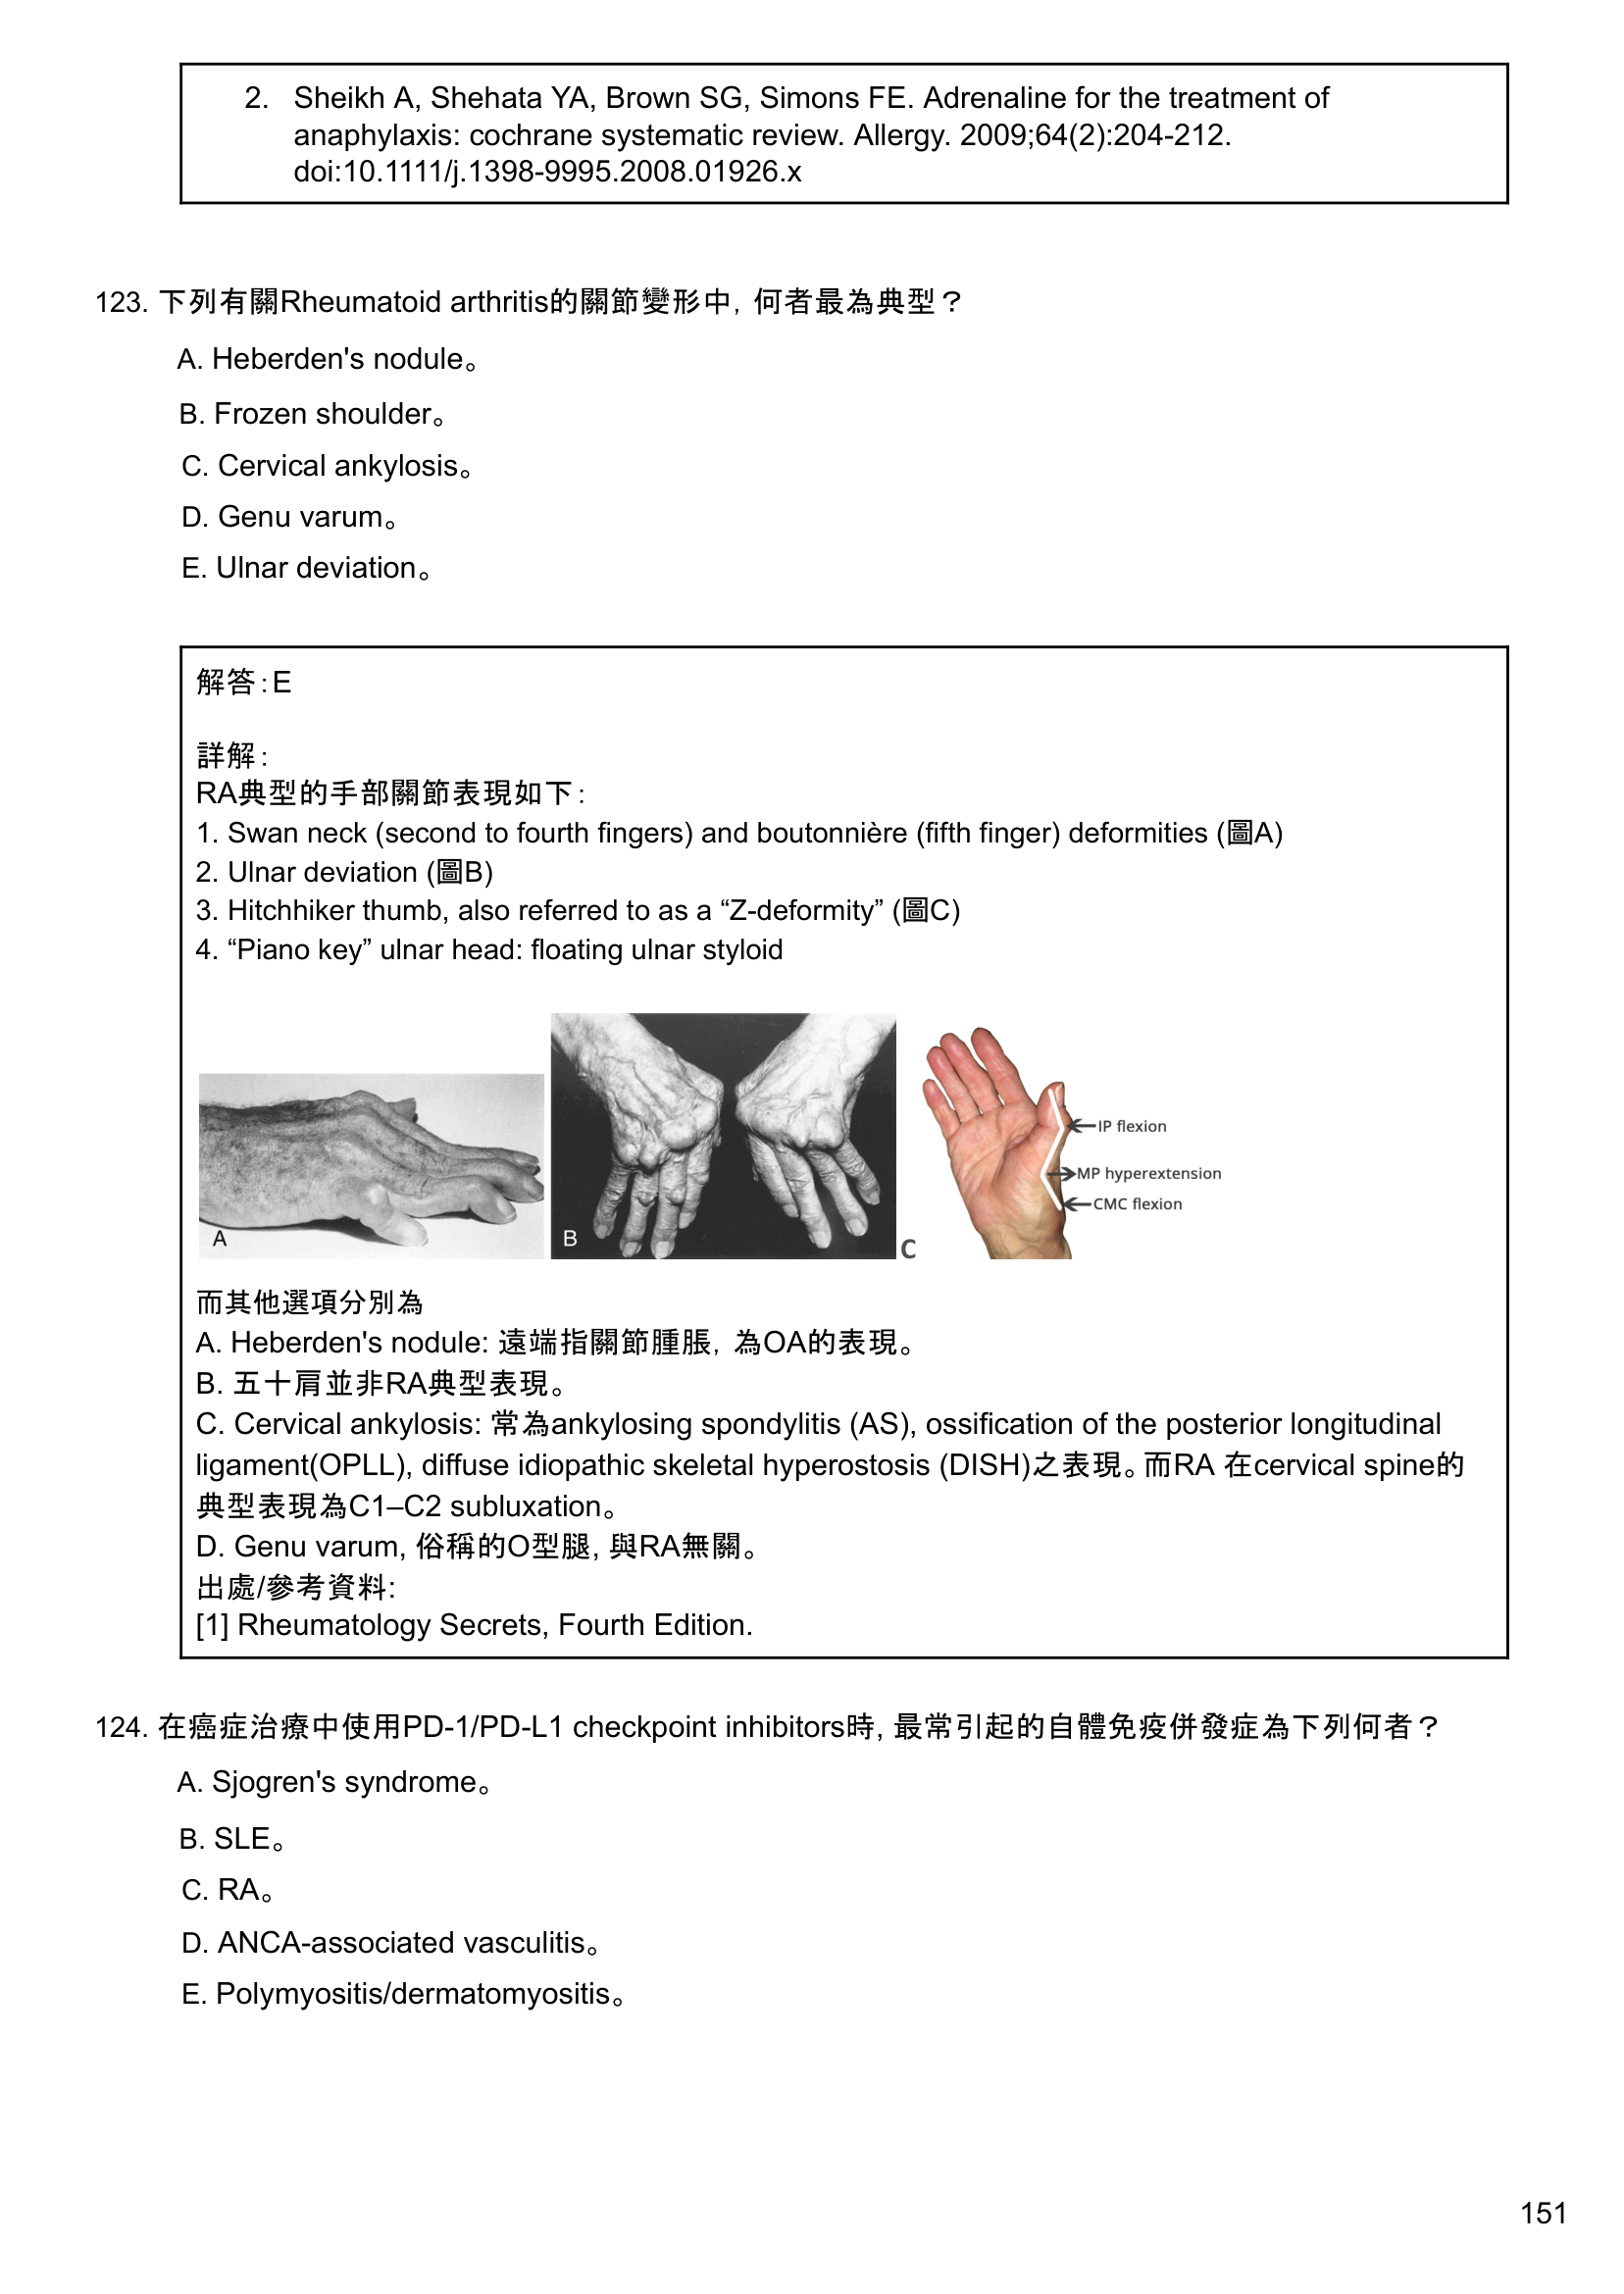 2. Sheikh A, Shehata YA, Brown SG, Simons FE. Adrenaline for the treatment of
anaphylaxis: cochrane systematic review. Allergy. 2009;64(2):204-212.
doi:10.1111/j.1398-9995.2008.01926.x
123. 下列有關Rheumatoid arthritis的關節變形中, 何者最為典型？
A. Heberden's nodule。
B. Frozen shoulder。
C. Cervical ankylosis。
D. Genu varum。
E. Ulnar deviation。
解答：E
詳解：
RA典型的手部關節表現如下：
1. Swan neck (second to fourth fingers) and boutonnière (fifth finger) deformities (圖A)
2. Ulnar deviation (圖B)
3. Hitchhiker thumb, also referred to as a “Z-deformity” (圖C)
4. “Piano key” ulnar head: floating ulnar styloid
A
B
C
IP flexion
MP hyperextension
CMC flexion
而其他選項分別為
A. Heberden's nodule: 遠端指關節腫脹, 為OA的表現。
B. 五十肩並非RA典型表現。
C. Cervical ankylosis: 常為ankylosing spondylitis (AS), ossification of the posterior longitudinal
ligament(OPLL), diffuse idiopathic skeletal hyperostosis (DISH)之表現。而RA 在cervical spine的
典型表現為C1–C2 subluxation。
D. Genu varum, 俗稱的O型腿, 與RA無關。
出處/參考資料:
[1] Rheumatology Secrets, Fourth Edition.
124. 在癌症治療中使用PD-1/PD-L1 checkpoint inhibitors時, 最常引起的自體免疫併發症為下列何者？
A. Sjogren's syndrome。
B. SLE。
C. RA。
D. ANCA-associated vasculitis。
E. Polymyositis/dermatomyositis。
151